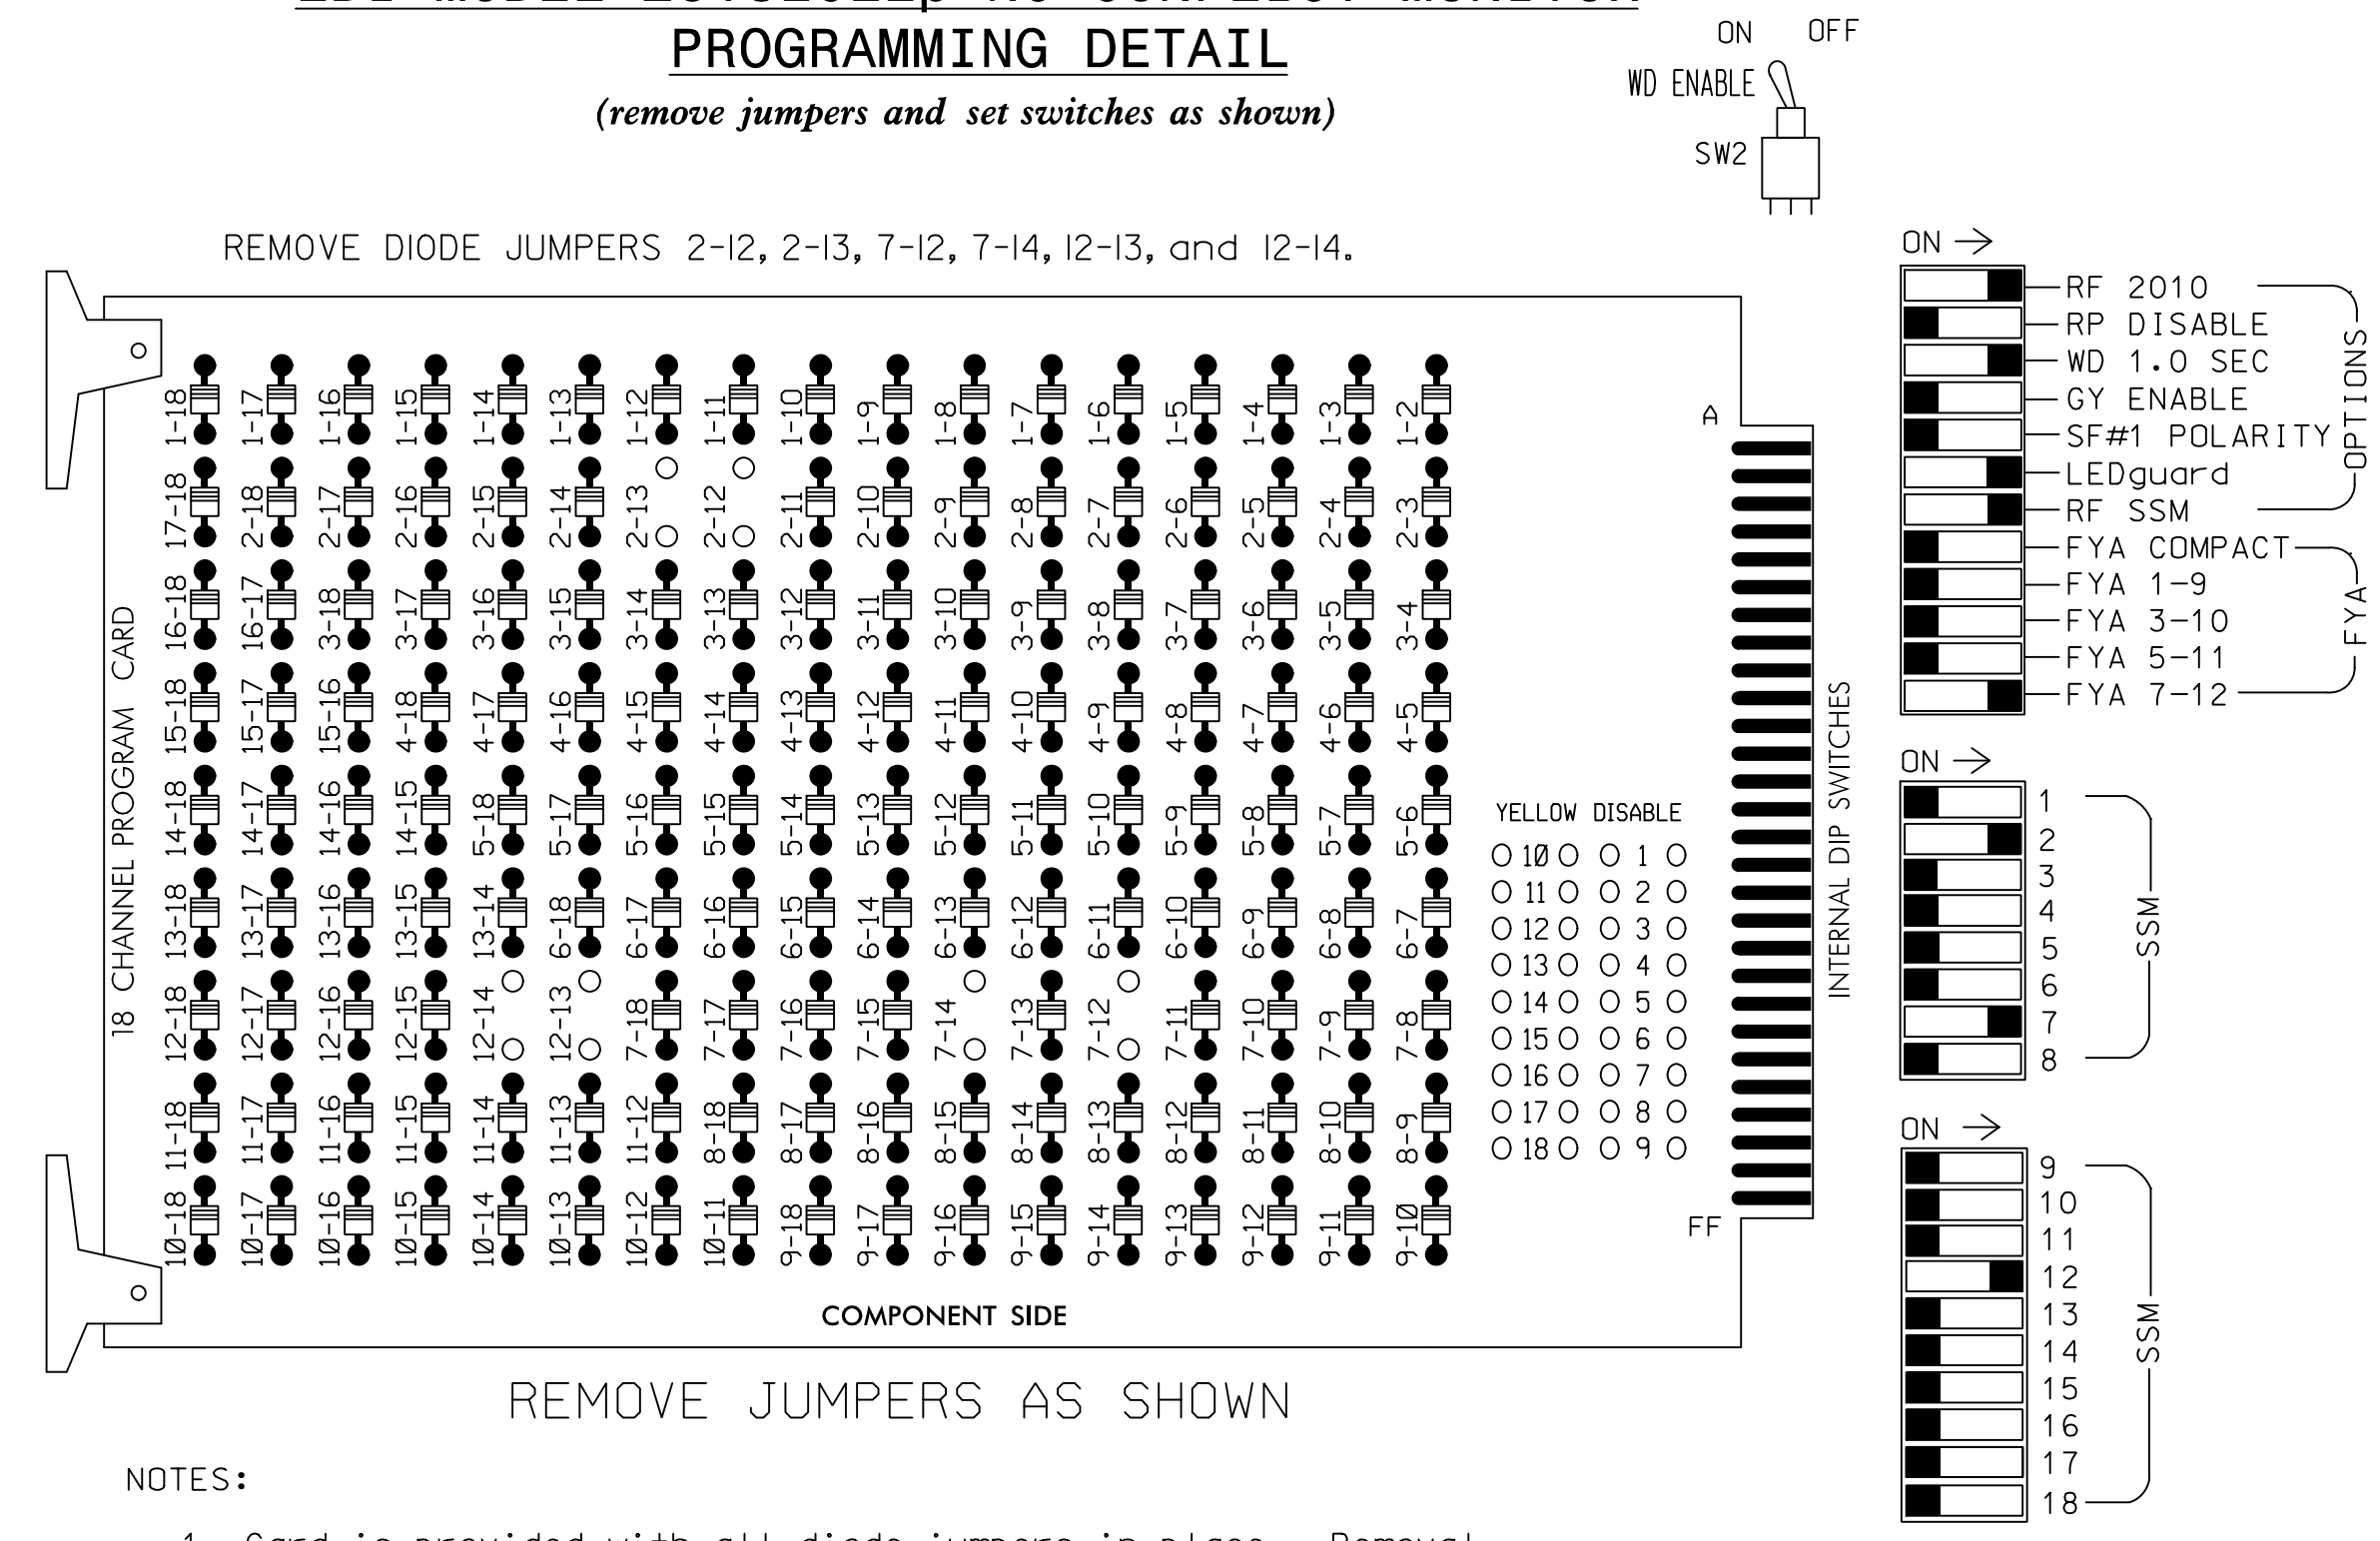 PROGRAMMING DETAIL
(remove jumpers and set switches as shown)
ON OFF
WD ENABLE
SW2
REMOVE DIODE JUMPERS 2-12, 2-13, 7-12, 7-14, 12-13, and 12-14.
18 CHANNEL PROGRAM CARD
1-18 1-17 1-16 1-15 1-14 1-13 1-12 1-11 1-10 1-9 1-8 1-7 1-6 1-5 1-4 1-3 1-2
17-18 2-18 2-17 2-16 2-15 2-14 2-13 2-12 2-11 2-10 2-9 2-8 2-7 2-6 2-5 2-4 2-3
16-18 16-17 3-18 3-17 3-16 3-15 3-14 3-13 3-12 3-11 3-10 3-9 3-8 3-7 3-6 3-5 3-4
15-18 15-17 15-16 4-18 4-17 4-16 4-15 4-14 4-13 4-12 4-11 4-10 4-9 4-8 4-7 4-6 4-5
14-18 14-17 14-16 14-15 5-18 5-17 5-16 5-15 5-14 5-13 5-12 5-11 5-10 5-9 5-8 5-7 5-6
13-18 13-17 13-16 13-15 13-14 6-18 6-17 6-16 6-15 6-14 6-13 6-12 6-11 6-10 6-9 6-8 6-7
12-18 12-17 12-16 12-15 12-14 12-13 7-18 7-17 7-16 7-15 7-14 7-13 7-12 7-11 7-10 7-9 7-8
11-18 11-17 11-16 11-15 11-14 11-13 11-12 8-18 8-17 8-16 8-15 8-14 8-13 8-12 8-11 8-10 8-9
10-18 10-17 10-16 10-15 10-14 10-13 10-12 10-11 9-18 9-17 9-16 9-15 9-14 9-13 9-12 9-11 9-10
YELLOW DISABLE
10 1
11 2
12 3
13 4
14 5
15 6
16 7
17 8
18 9
A
FF
COMPONENT SIDE
INTERNAL DIP SWITCHES
ON
RF 2010
RP DISABLE
WD 1.0 SEC
GY ENABLE
SF#1 POLARITY
LEDguard
RF SSM
OPTIONS
FYA COMPACT
FYA 1-9
FYA 3-10
FYA 5-11
FYA 7-12
FYA
ON
1
2
3
4
5
6
7
8
SSM
ON
9
10
11
12
13
14
15
16
17
18
SSM
REMOVE JUMPERS AS SHOWN
NOTES: